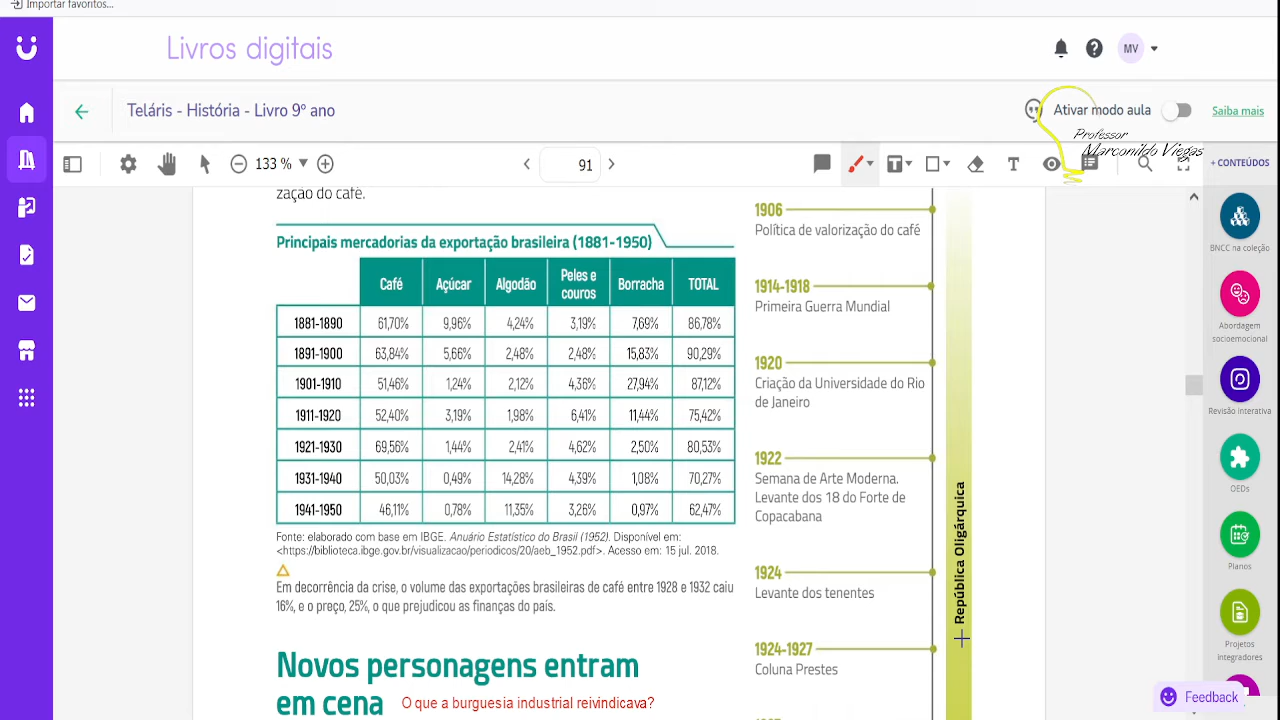 Importar favoritos...
Livros digitais
MV
Teláris - História - Livro 9º ano
Ativar modo aula
Saiba mais
Professor
Marconildo Viegas
133 %
91
+ CONTEÚDOS
zação do café.
Principais mercadorias da exportação brasileira (1881-1950)
Café Açúcar Algodão Peles e couros Borracha TOTAL
1881-1890 61,70% 9,96% 4,24% 3,19% 7,69% 86,78%
1891-1900 63,84% 5,66% 2,48% 2,48% 15,83% 90,29%
1901-1910 51,46% 1,24% 2,12% 4,36% 27,94% 87,12%
1911-1920 52,40% 3,19% 1,98% 6,41% 11,44% 75,42%
1921-1930 69,56% 1,44% 2,41% 4,62% 2,50% 80,53%
1931-1940 50,03% 0,49% 14,28% 4,39% 1,08% 70,27%
1941-1950 46,11% 0,78% 11,35% 3,26% 0,97% 62,47%
Fonte: elaborado com base em IBGE. Anuário Estatístico do Brasil (1952). Disponível em:
<https://biblioteca.ibge.gov.br/visualizacao/periodicos/20/aeb_1952.pdf>. Acesso em: 15 jul. 2018.
Em decorrência da crise, o volume das exportações brasileiras de café entre 1928 e 1932 caiu
16%, e o preço, 25%, o que prejudicou as finanças do país.
Novos personagens entram
em cena
O que a burguesia industrial reivindicava?
1906
Política de valorização do café
1914-1918
Primeira Guerra Mundial
1920
Criação da Universidade do Rio
de Janeiro
1922
Semana de Arte Moderna.
Levante dos 18 do Forte de
Copacabana
1924
Levante dos tenentes
1924-1927
Coluna Prestes
República Oligárquica
BNCC na coleção
Abordagem
socioemocional
Revisão interativa
OEDs
Planos
Projetos
integradores
Feedback